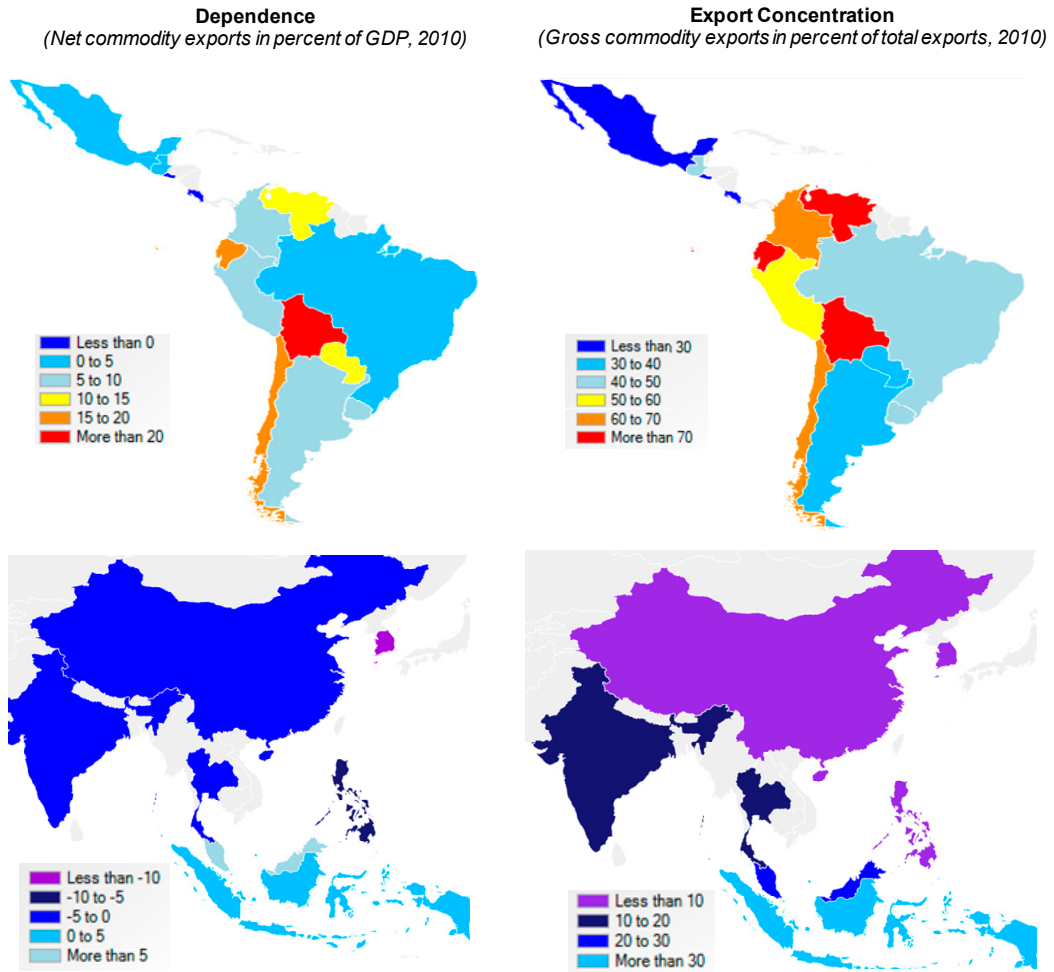 Dependence
(Net commodity exports in percent of GDP, 2010)
Export Concentration
(Gross commodity exports in percent of total exports, 2010)
Less than 0
0 to 5
5 to 10
10 to 15
15 to 20
More than 20
Less than 30
30 to 40
40 to 50
50 to 60
60 to 70
More than 70
Less than -10
-10 to -5
-5 to 0
0 to 5
More than 5
Less than 10
10 to 20
20 to 30
More than 30